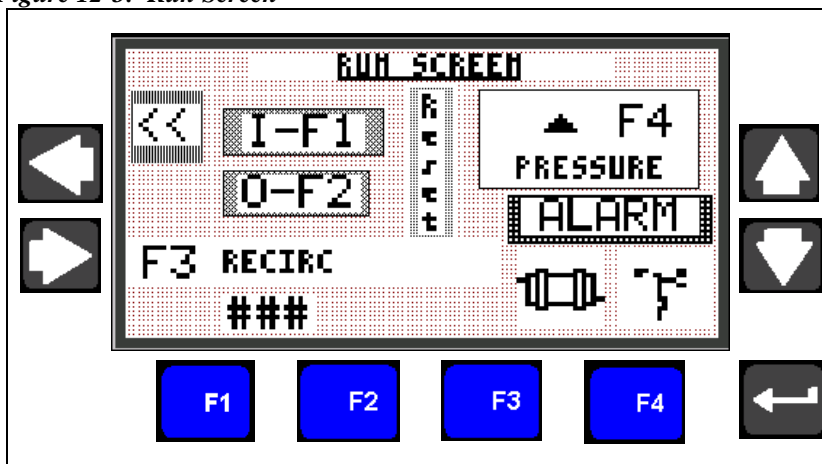 Figure 12-3. Run Screen
RUN SCREEN
<<
I-F1
O-F2
Reset
▲ F4
PRESSURE
ALARM
F3 RECIRC
###
F1
F2
F3
F4